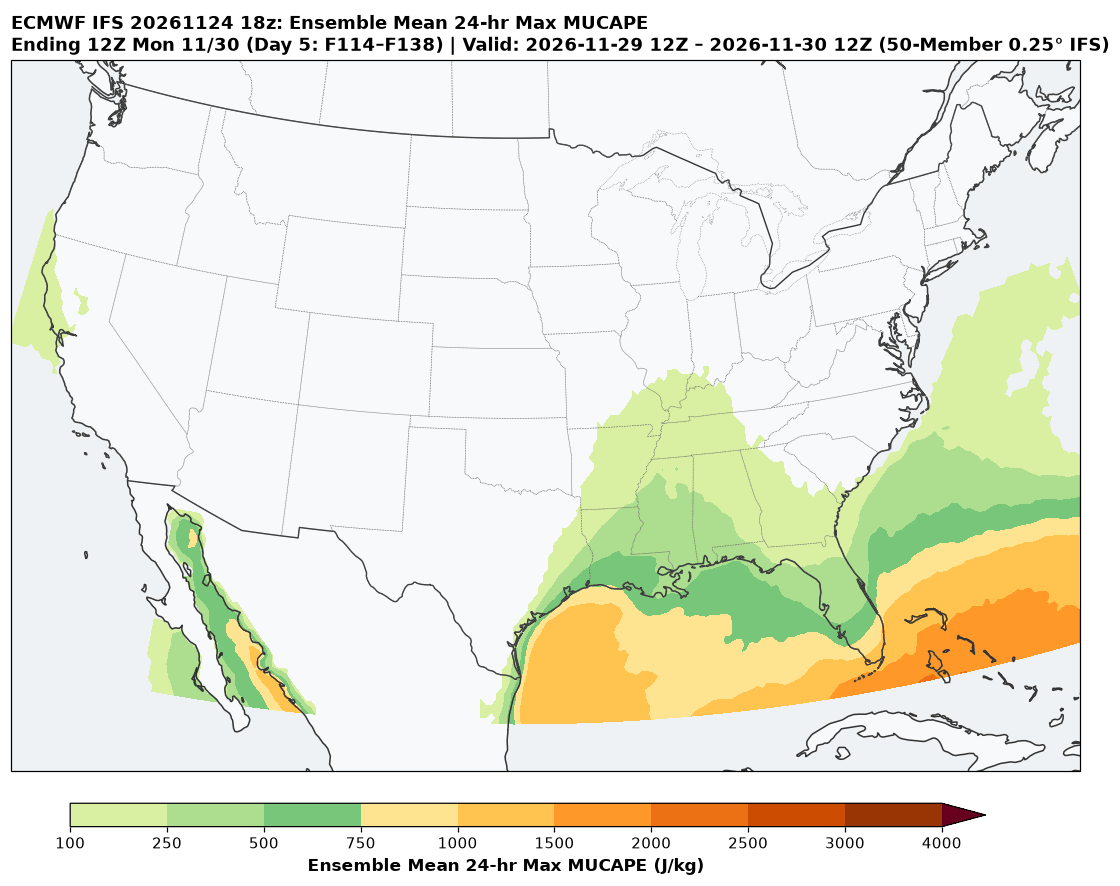 ECMWF IFS 20261124 18z: Ensemble Mean 24-hr Max MUCAPE
Ending 12Z Mon 11/30 (Day 5: F114–F138) | Valid: 2026-11-29 12Z – 2026-11-30 12Z (50-Member 0.25° IFS)
100 250 500 750 1000 1500 2000 2500 3000 4000
Ensemble Mean 24-hr Max MUCAPE (J/kg)